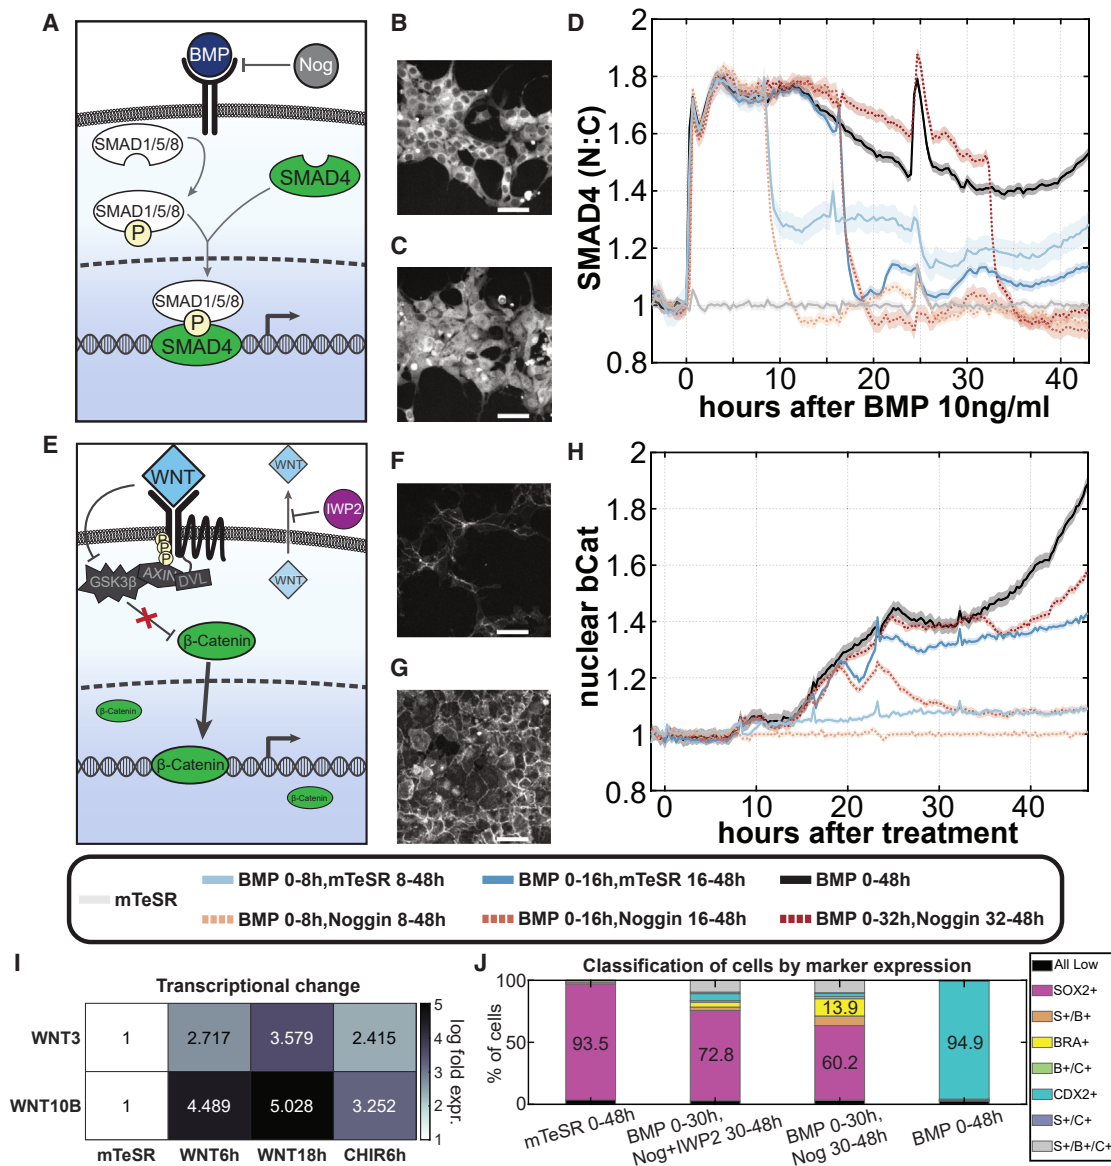 A
BMP
Nog
SMAD1/5/8
SMAD4
SMAD1/5/8
P
SMAD1/5/8
P
SMAD4
B
C
D
SMAD4 (N:C)
2
1.8
1.6
1.4
1.2
1
0.8
0 10 20 30 40
hours after BMP 10ng/ml
E
WNT
WNT
IWP2
P
P
P
GSK3β
AXIN
DVL
WNT
β-Catenin
β-Catenin
β-Catenin
β-Catenin
F
G
H
nuclear bCat
2
1.8
1.6
1.4
1.2
1
0.8
0 10 20 30 40
hours after treatment
mTeSR
BMP 0-8h,mTeSR 8-48h
BMP 0-16h,mTeSR 16-48h
BMP 0-48h
BMP 0-8h,Noggin 8-48h
BMP 0-16h,Noggin 16-48h
BMP 0-32h,Noggin 32-48h
I
Transcriptional change
WNT3 1 2.717 3.579 2.415
WNT10B 1 4.489 5.028 3.252
mTeSR WNT6h WNT18h CHIR6h
5
4
3
2
1
log fold expr.
J
Classification of cells by marker expression
% of cells
100
50
0
93.5
72.8
13.9
60.2
94.9
mTeSR 0-48h
BMP 0-30h,
Nog+IWP2 30-48h
BMP 0-30h,
Nog 30-48h
BMP 0-48h
All Low
SOX2+
S+/B+
BRA+
B+/C+
CDX2+
S+/C+
S+/B+/C+